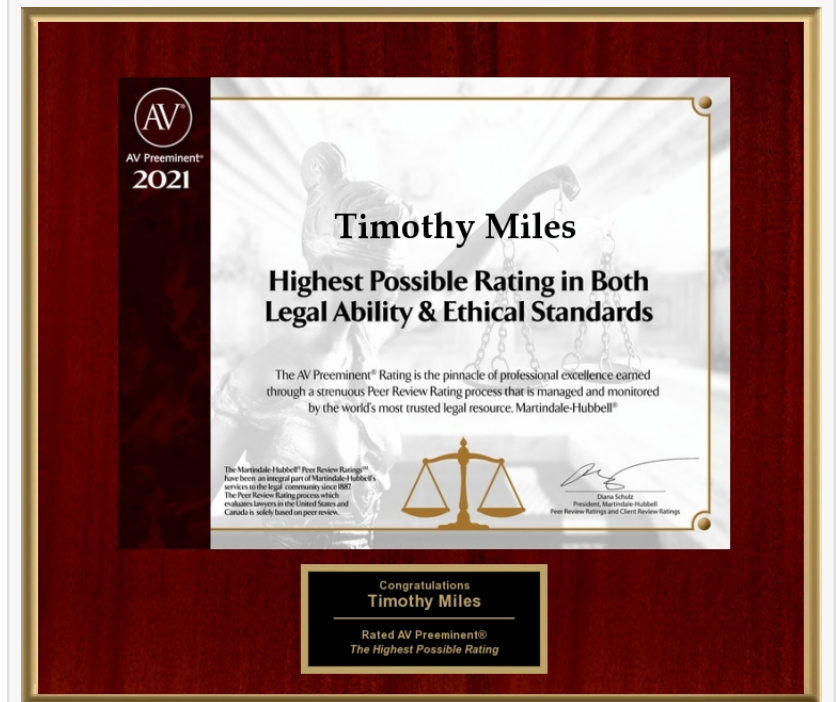 AV®
AV Preeminent®
2021
Timothy Miles
Highest Possible Rating in Both
Legal Ability & Ethical Standards
The AV Preeminent® Rating is the pinnacle of professional excellence earned
through a strenuous Peer Review Rating process that is managed and monitored
by the world's most trusted legal resource. Martindale-Hubbell®
The Martindale-Hubbell® Peer Review Ratings™
have been an integral part of Martindale-Hubbell's
services to the legal community since 1887.
The Peer Review Rating process which
evaluates lawyers in the United States and
Canada is solely based on peer review.
Diana Schulz
President, Martindale-Hubbell
Peer Review Ratings and Client Review Ratings
Congratulations
Timothy Miles
Rated AV Preeminent®
The Highest Possible Rating